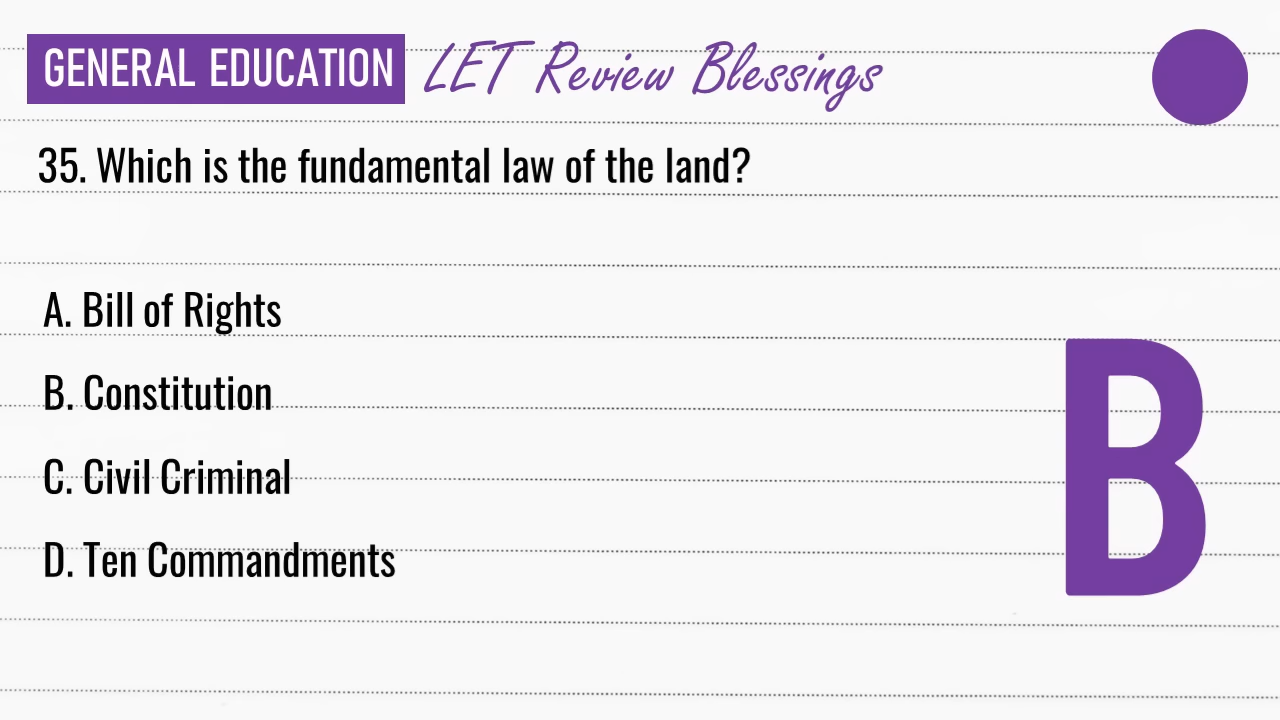 GENERAL EDUCATION LET Review Blessings
35. Which is the fundamental law of the land?
A. Bill of Rights
B. Constitution
C. Civil Criminal
D. Ten Commandments
B